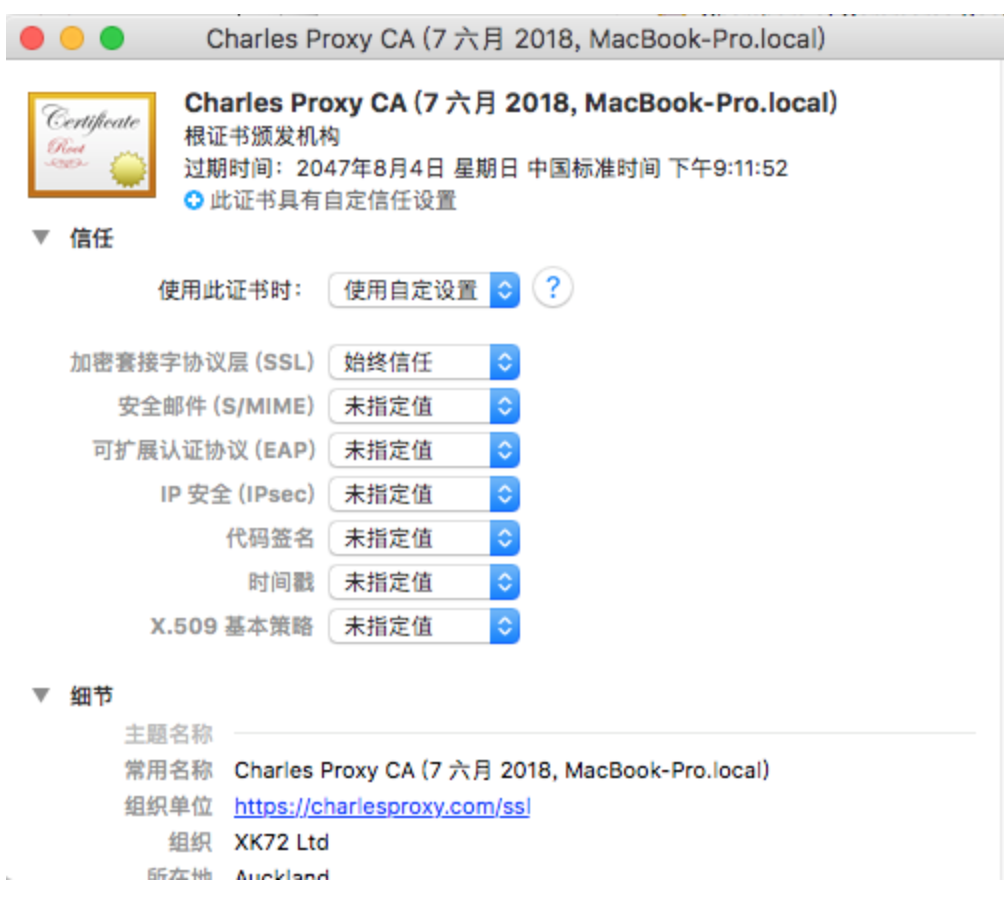 Charles Proxy CA (7 六月 2018, MacBook-Pro.local)
Certificate
Root
Charles Proxy CA (7 六月 2018, MacBook-Pro.local)
根证书颁发机构
过期时间：2047年8月4日 星期日 中国标准时间 下午9:11:52
此证书具有自定信任设置
信任
使用此证书时： 使用自定设置 ?
加密套接字协议层 (SSL) 始终信任
安全邮件 (S/MIME) 未指定值
可扩展认证协议 (EAP) 未指定值
IP 安全 (IPsec) 未指定值
代码签名 未指定值
时间戳 未指定值
X.509 基本策略 未指定值
细节
主题名称
常用名称 Charles Proxy CA (7 六月 2018, MacBook-Pro.local)
组织单位 https://charlesproxy.com/ssl
组织 XK72 Ltd
所在地 Auckland